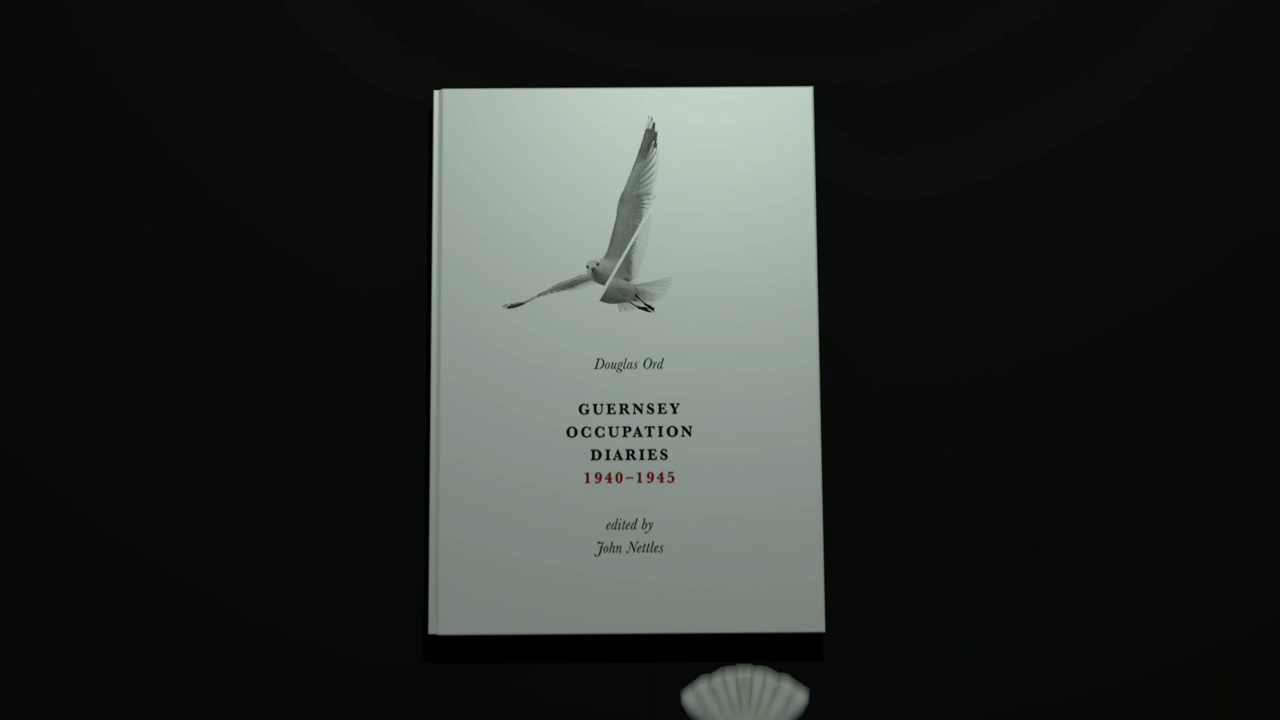 Douglas Ord
GUERNSEY
OCCUPATION
DIARIES
1940–1945
edited by
John Nettles